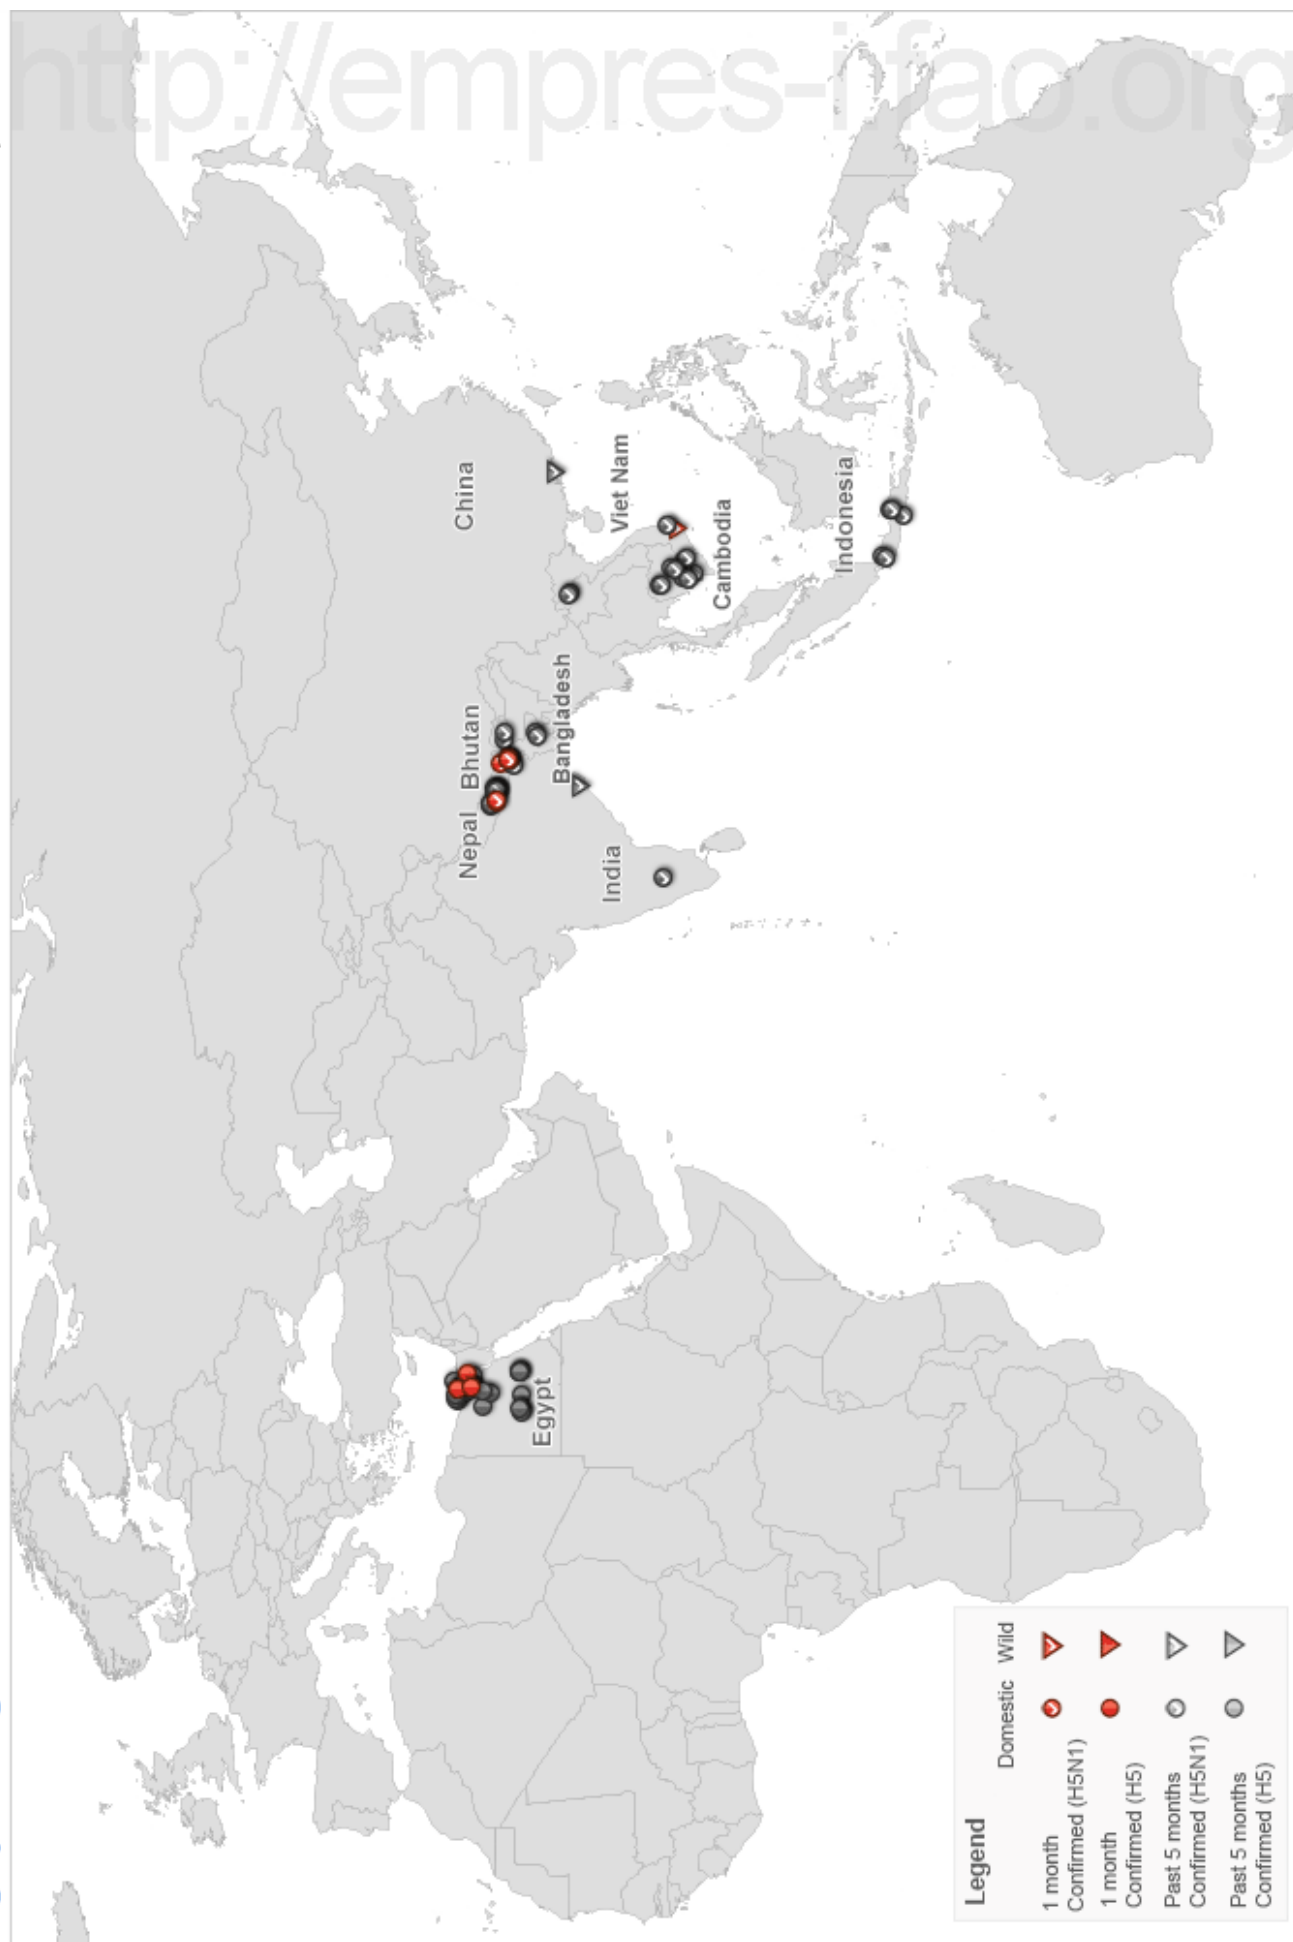 http://empres-i.fao.org
China
Viet Nam
Cambodia
Indonesia
Nepal
Bhutan
Bangladesh
India
Egypt
Legend
Domestic Wild
1 month
Confirmed (H5N1)
1 month
Confirmed (H5)
Past 5 months
Confirmed (H5N1)
Past 5 months
Confirmed (H5)